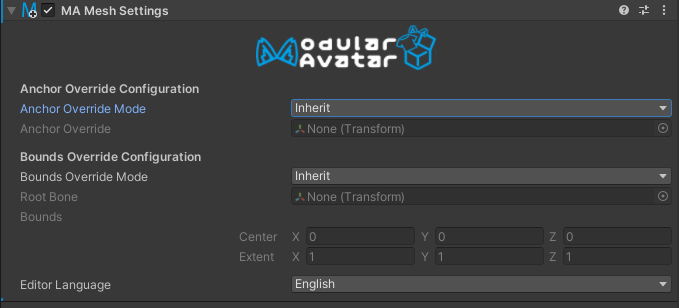 MA Mesh Settings
Modular
Avatar
Anchor Override Configuration
Anchor Override Mode Inherit
Anchor Override None (Transform)
Bounds Override Configuration
Bounds Override Mode Inherit
Root Bone None (Transform)
Bounds
Center X 0 Y 0 Z 0
Extent X 1 Y 1 Z 1
Editor Language English